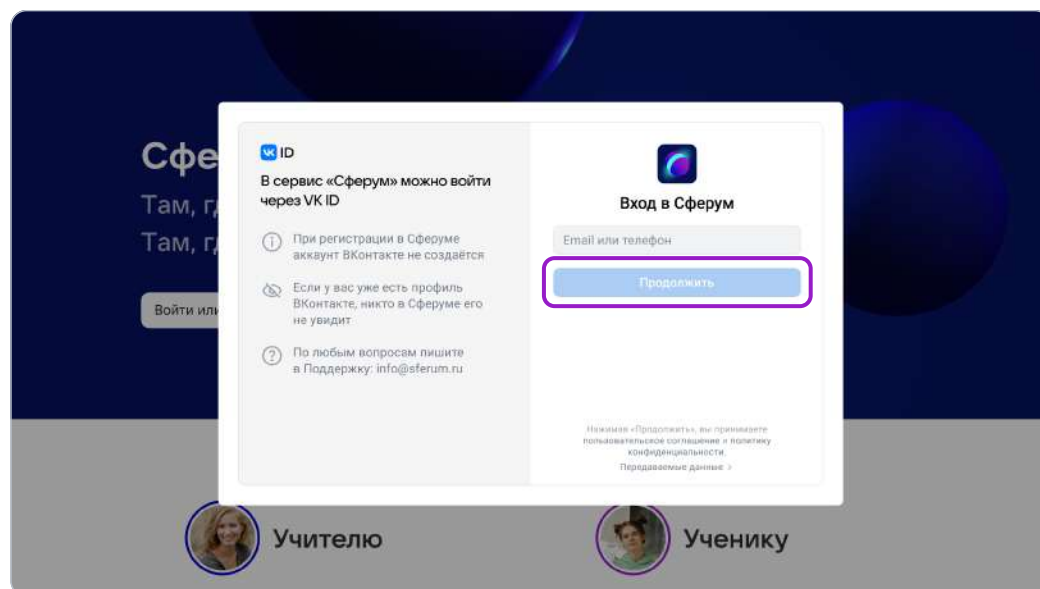 Сфе
Там, г
Там, г
Войти или
VK ID
В сервис «Сферум» можно войти
через VK ID
При регистрации в Сферуме
аккаунт ВКонтакте не создаётся
Если у вас уже есть профиль
ВКонтакте, никто в Сферуме его
не увидит
По любым вопросам пишите
в Поддержку: info@sferum.ru
Вход в Сферум
Email или телефон
Продолжить
Нажимая «Продолжить», вы принимаете
пользовательское соглашение и политику
конфиденциальности.
Передаваемые данные >
Учителю
Ученику